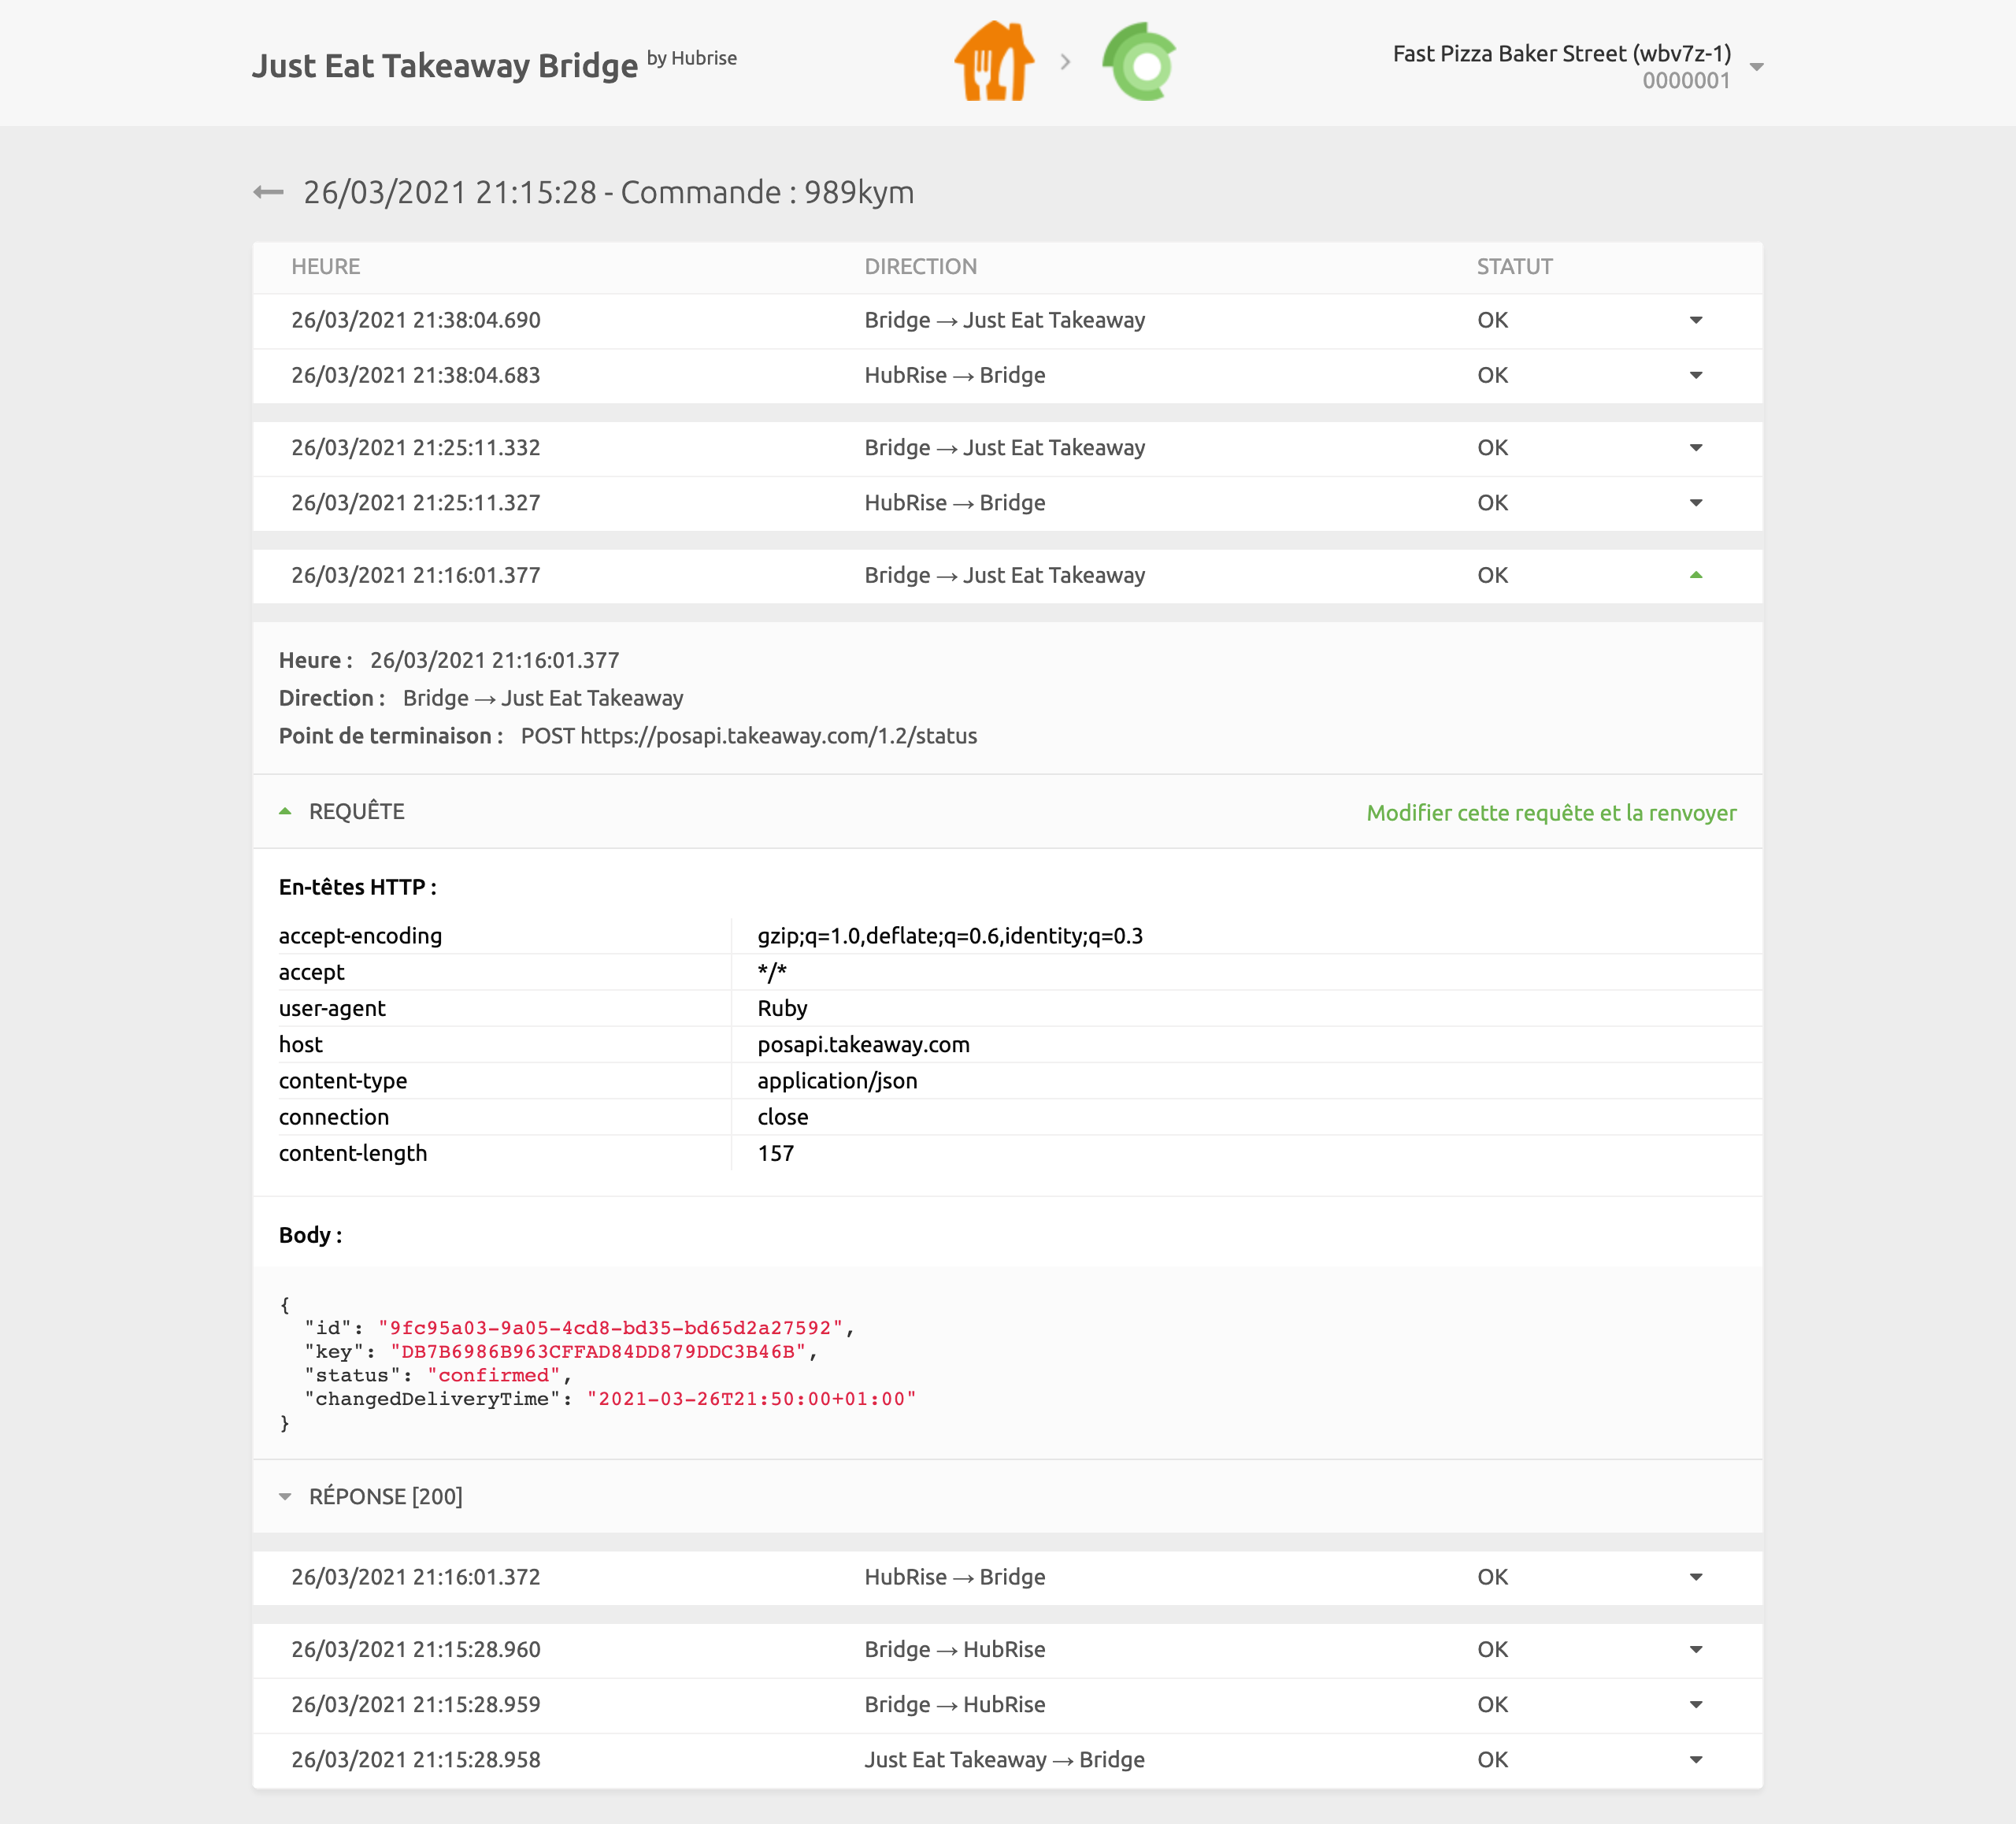 Just Eat Takeaway Bridge by Hubrise
Fast Pizza Baker Street (wbv7z-1)
0000001
26/03/2021 21:15:28 - Commande : 989kym
HEURE DIRECTION STATUT
26/03/2021 21:38:04.690 Bridge → Just Eat Takeaway OK
26/03/2021 21:38:04.683 HubRise → Bridge OK
26/03/2021 21:25:11.332 Bridge → Just Eat Takeaway OK
26/03/2021 21:25:11.327 HubRise → Bridge OK
26/03/2021 21:16:01.377 Bridge → Just Eat Takeaway OK
Heure : 26/03/2021 21:16:01.377
Direction : Bridge → Just Eat Takeaway
Point de terminaison : POST https://posapi.takeaway.com/1.2/status
REQUÊTE Modifier cette requête et la renvoyer
En-têtes HTTP :
accept-encoding gzip;q=1.0,deflate;q=0.6,identity;q=0.3
accept */*
user-agent Ruby
host posapi.takeaway.com
content-type application/json
connection close
content-length 157
Body :
{
"id": "9fc95a03-9a05-4cd8-bd35-bd65d2a27592",
"key": "DB7B6986B963CFFAD84DD879DDC3B46B",
"status": "confirmed",
"changedDeliveryTime": "2021-03-26T21:50:00+01:00"
}
RÉPONSE [200]
26/03/2021 21:16:01.372 HubRise → Bridge OK
26/03/2021 21:15:28.960 Bridge → HubRise OK
26/03/2021 21:15:28.959 Bridge → HubRise OK
26/03/2021 21:15:28.958 Just Eat Takeaway → Bridge OK